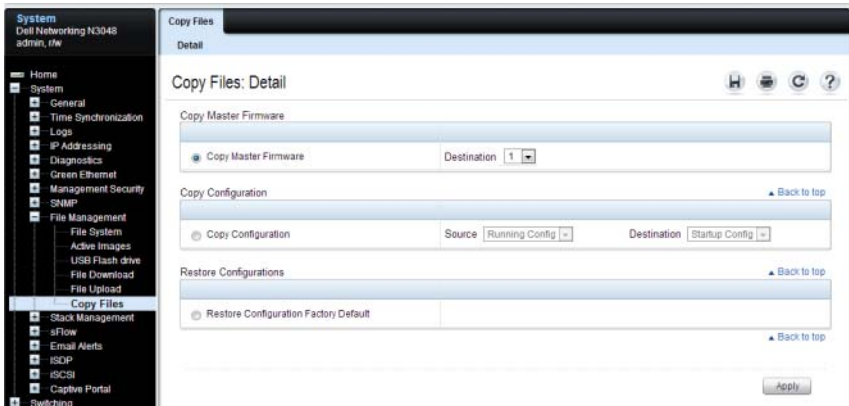 System
Dell Networking N3048
admin, r/w
Home
System
General
Time Synchronization
Logs
IP Addressing
Diagnostics
Green Ethernet
Management Security
SNMP
File Management
File System
Active Images
USB Flash drive
File Download
File Upload
Copy Files
Stack Management
sFlow
Email Alerts
ISDP
iSCSI
Captive Portal
Switching
Copy Files
Detail
Copy Files: Detail
Copy Master Firmware
Copy Master Firmware Destination 1
Copy Configuration Back to top
Copy Configuration Source Running Config Destination Startup Config
Restore Configurations Back to top
Restore Configuration Factory Default
Back to top
Apply